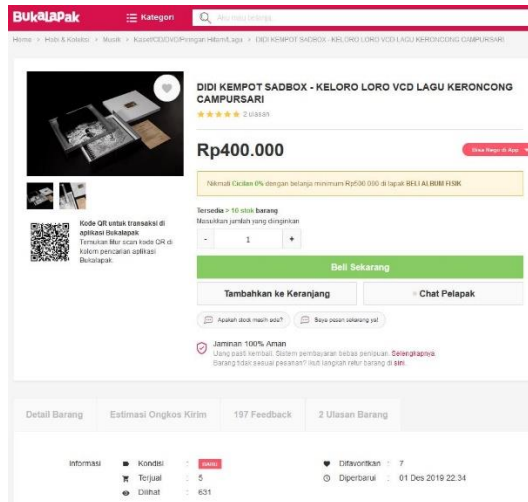 BukaLapak
Kategori
Home > Hobi & Koleksi > Musik > Kaset/CD/DVD/Piringan Hitam/Lagu > DIDI KEMPOT SADBOX - KELORO LORO VCD LAGU KERONCONG CAMPURSARI
DIDI KEMPOT SADBOX - KELORO LORO VCD LAGU KERONCONG CAMPURSARI
2 ulasan
Rp400.000
Bisa Nego di App
Nikmati Cicilan 0% dengan belanja minimum Rp500.000 di lapak BELI ALBUM FISIK
Tersedia > 10 stok barang
Masukkan jumlah yang diinginkan
- 1 +
Kode QR untuk transaksi di
aplikasi Bukalapak
Temukan fitur scan kode QR di
kolom pencarian aplikasi
Bukalapak.
Beli Sekarang
Tambahkan ke Keranjang
Chat Pelapak
Apakah stock masih ada?
Saya pesan sekarang ya!
Jaminan 100% Aman
Uang pasti kembali. Sistem pembayaran bebas penipuan. Selengkapnya
Barang tidak sesuai pesanan? Ikuti langkah retur barang di sini.
Detail Barang
Estimasi Ongkos Kirim
197 Feedback
2 Ulasan Barang
Informasi
Kondisi : BARU
Terjual : 5
Dilihat : 631
Difavoritkan : 7
Diperbarui : 01 Des 2019 22:34